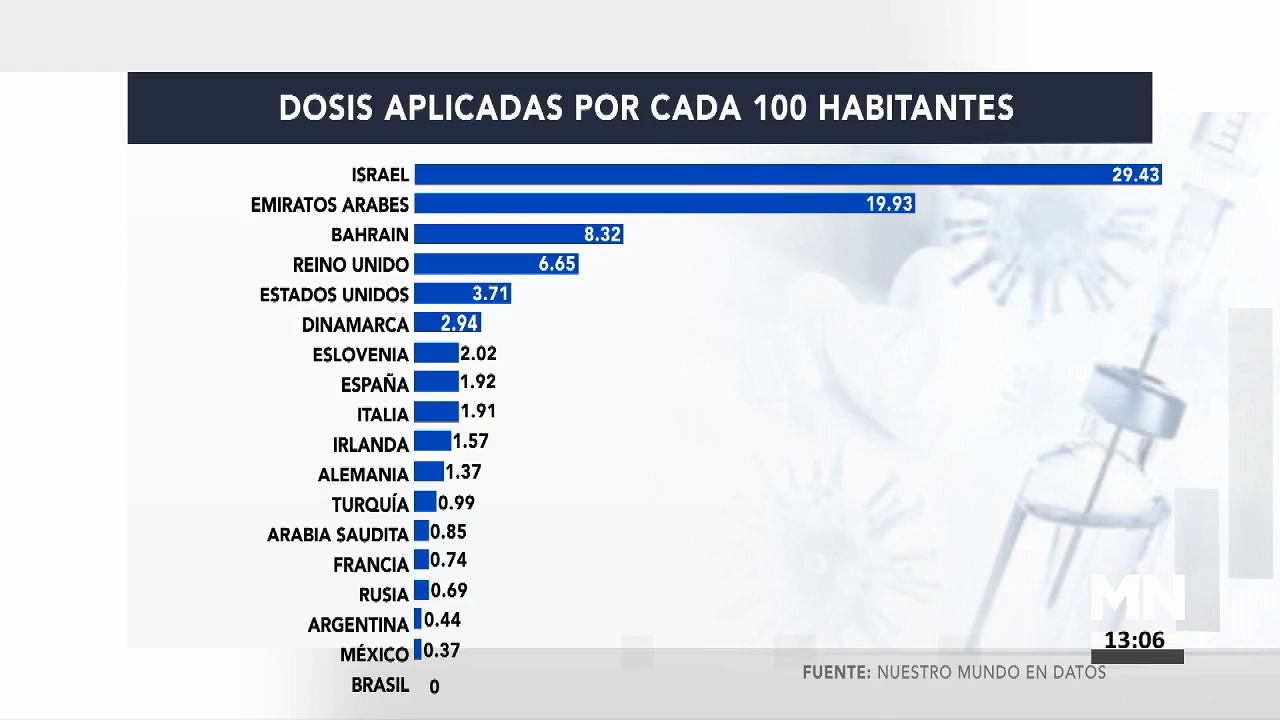 DOSIS APLICADAS POR CADA 100 HABITANTES
ISRAEL 29.43
EMIRATOS ARABES 19.93
BAHRAIN 8.32
REINO UNIDO 6.65
ESTADOS UNIDOS 3.71
DINAMARCA 2.94
ESLOVENIA 2.02
ESPAÑA 1.92
ITALIA 1.91
IRLANDA 1.57
ALEMANIA 1.37
TURQUÍA 0.99
ARABIA SAUDITA 0.85
FRANCIA 0.74
RUSIA 0.69
ARGENTINA 0.44
MÉXICO 0.37
BRASIL 0
MN
13:06
FUENTE: NUESTRO MUNDO EN DATOS